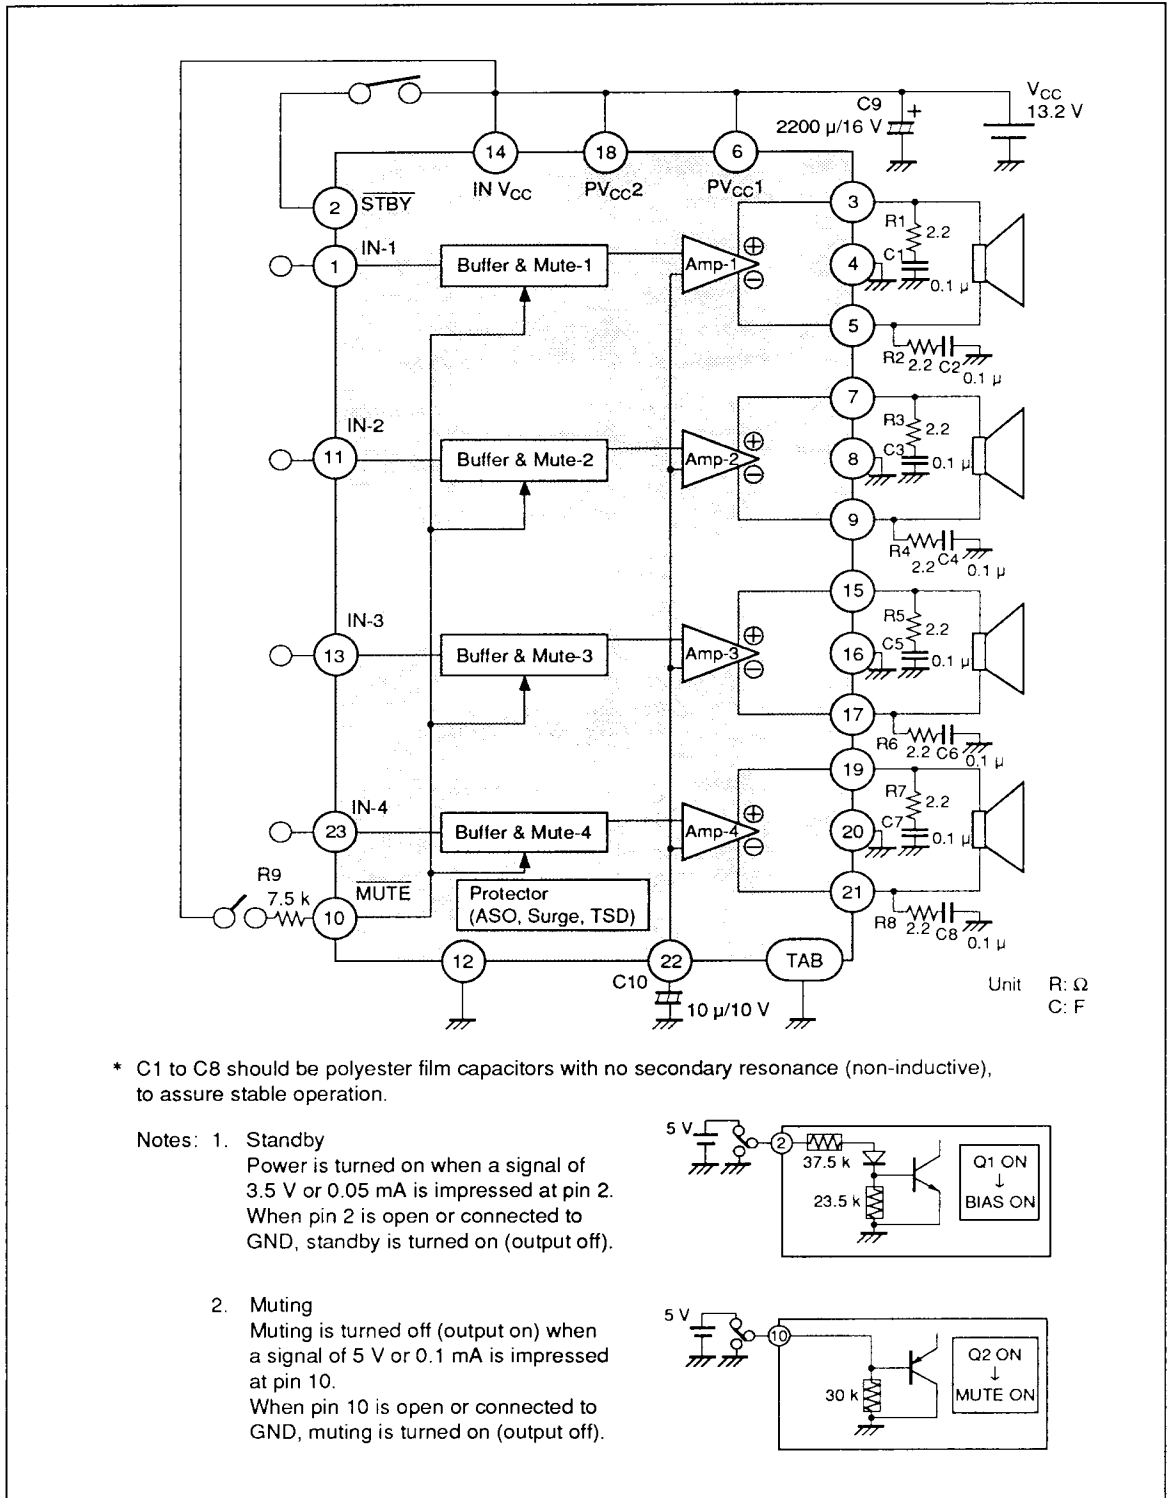 V_CC
13.2 V
C9
+
2200 µ/16 V
14
18
6
IN V_CC
PV_CC2
PV_CC1
2
S̅T̅B̅Y̅
3
R1
2.2
IN-1
1
Buffer & Mute-1
Amp-1
⊕
⊖
4
C1
0.1 µ
5
R2
2.2
C2
0.1 µ
7
IN-2
11
Buffer & Mute-2
Amp-2
⊕
⊖
R3
2.2
8
C3
0.1 µ
9
R4
2.2
C4
0.1 µ
15
IN-3
13
Buffer & Mute-3
Amp-3
⊕
⊖
R5
2.2
16
C5
0.1 µ
17
R6
2.2
C6
0.1 µ
19
IN-4
23
Buffer & Mute-4
Amp-4
⊕
⊖
R7
2.2
20
C7
0.1 µ
21
R8
2.2
C8
0.1 µ
R9
7.5 k
M̅U̅T̅E̅
10
Protector
(ASO, Surge, TSD)
12
22
TAB
C10
10 µ/10 V
Unit R: Ω
C: F
* C1 to C8 should be polyester film capacitors with no secondary resonance (non-inductive),
to assure stable operation.
Notes: 1. Standby
Power is turned on when a signal of
3.5 V or 0.05 mA is impressed at pin 2.
When pin 2 is open or connected to
GND, standby is turned on (output off).
5 V
2
37.5 k
23.5 k
Q1 ON
↓
BIAS ON
2. Muting
Muting is turned off (output on) when
a signal of 5 V or 0.1 mA is impressed
at pin 10.
When pin 10 is open or connected to
GND, muting is turned on (output off).
5 V
10
30 k
Q2 ON
↓
MUTE ON